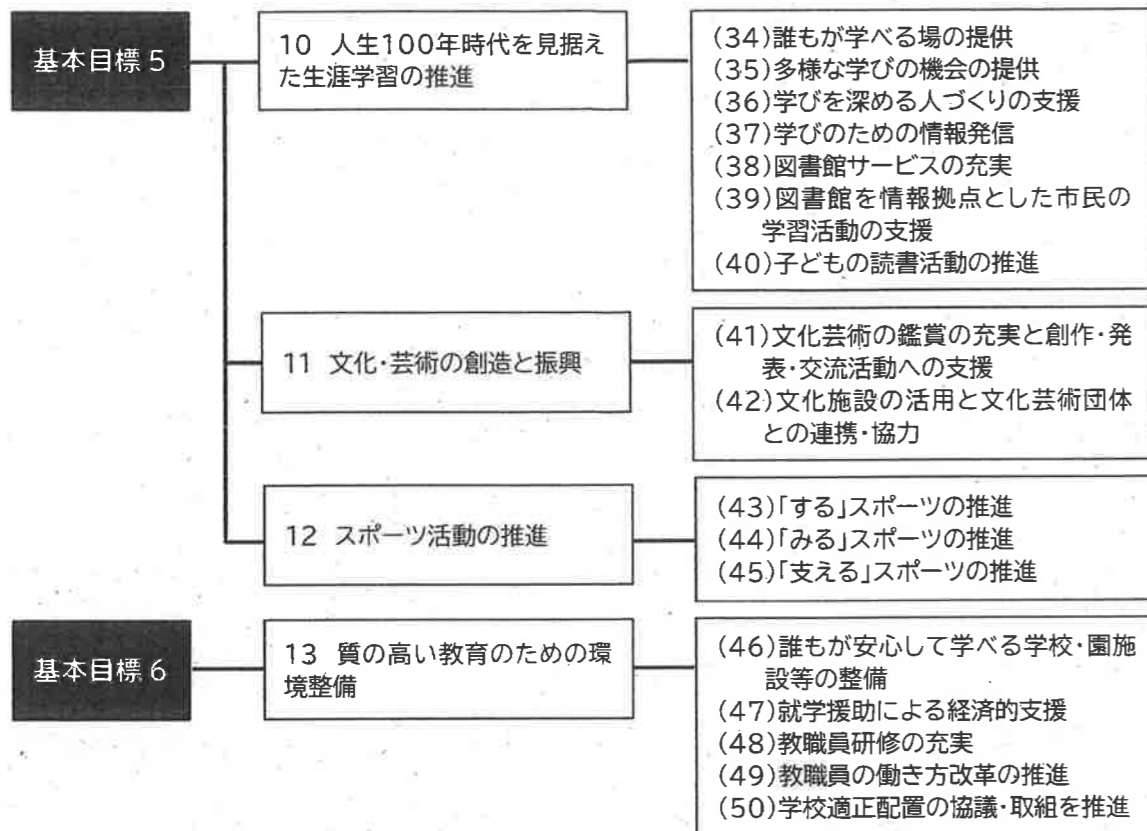 基本目標5
10 人生100年時代を見据え
た生涯学習の推進
(34)誰もが学べる場の提供
(35)多様な学びの機会の提供
(36)学びを深める人づくりの支援
(37)学びのための情報発信
(38)図書館サービスの充実
(39)図書館を情報拠点とした市民の
学習活動の支援
(40)子どもの読書活動の推進
11 文化・芸術の創造と振興
(41)文化芸術の鑑賞の充実と創作・発
表・交流活動への支援
(42)文化施設の活用と文化芸術団体
との連携・協力
12 スポーツ活動の推進
(43)「する」スポーツの推進
(44)「みる」スポーツの推進
(45)「支える」スポーツの推進
基本目標6
13 質の高い教育のための環
境整備
(46)誰もが安心して学べる学校・園施
設等の整備
(47)就学援助による経済的支援
(48)教職員研修の充実
(49)教職員の働き方改革の推進
(50)学校適正配置の協議・取組を推進